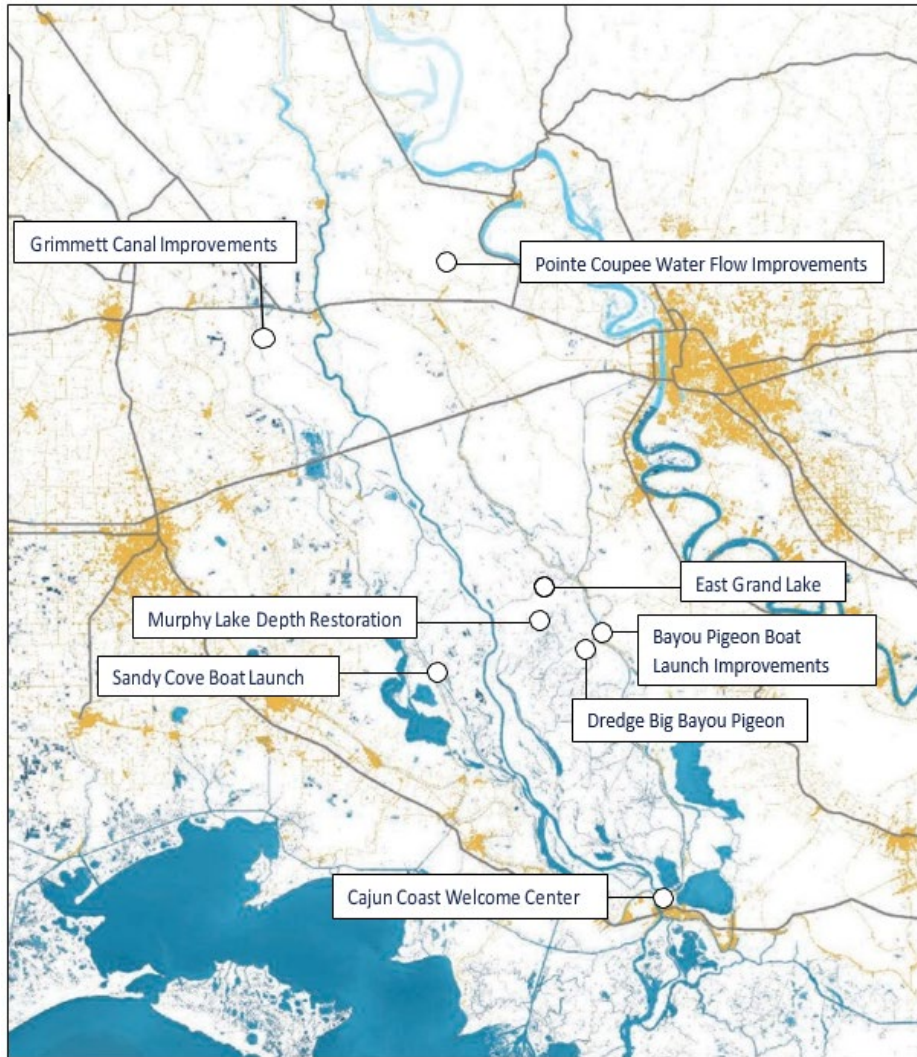 Grimmett Canal Improvements
Pointe Coupee Water Flow Improvements
East Grand Lake
Murphy Lake Depth Restoration
Bayou Pigeon Boat
Launch Improvements
Sandy Cove Boat Launch
Dredge Big Bayou Pigeon
Cajun Coast Welcome Center